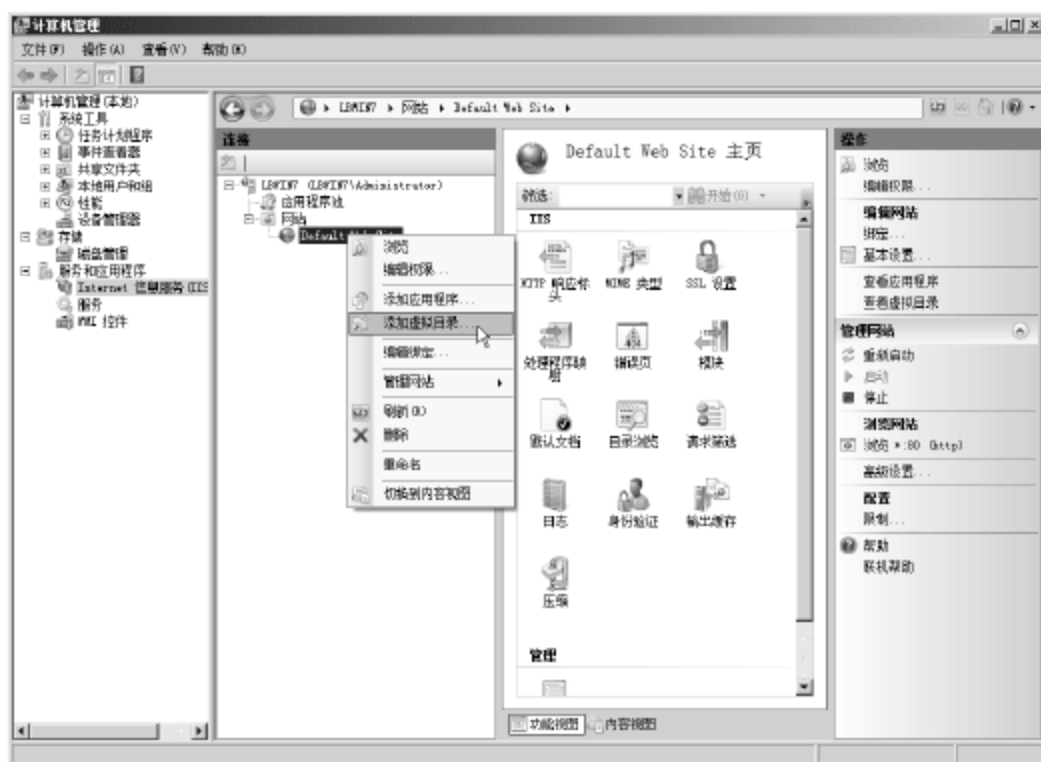 计算机管理
文件(F) 操作(A) 查看(V) 帮助(H)
计算机管理(本地)
系统工具
任务计划程序
事件查看器
共享文件夹
本地用户和组
性能
设备管理器
存储
磁盘管理
服务和应用程序
Internet 信息服务(IIS
服务
WMI 控件
LBWIN7 网站 Default Web Site
连接
LBWIN7 (LBWIN7\Administrator)
应用程序池
网站
Default Web Site
浏览
编辑权限...
添加应用程序...
添加虚拟目录...
编辑绑定...
管理网站
刷新(R)
删除
重命名
切换到内容视图
Default Web Site 主页
筛选: 开始(G)
IIS
HTTP 响应标头
MIME 类型
SSL 设置
处理程序映射
错误页
模块
默认文档
目录浏览
请求筛选
日志
身份验证
输出缓存
压缩
管理
功能视图 内容视图
操作
浏览
编辑权限...
编辑网站
绑定...
基本设置...
查看应用程序
查看虚拟目录
管理网站
重新启动
启动
停止
浏览网站
浏览 *:80 (http)
高级设置...
配置
限制...
帮助
联机帮助